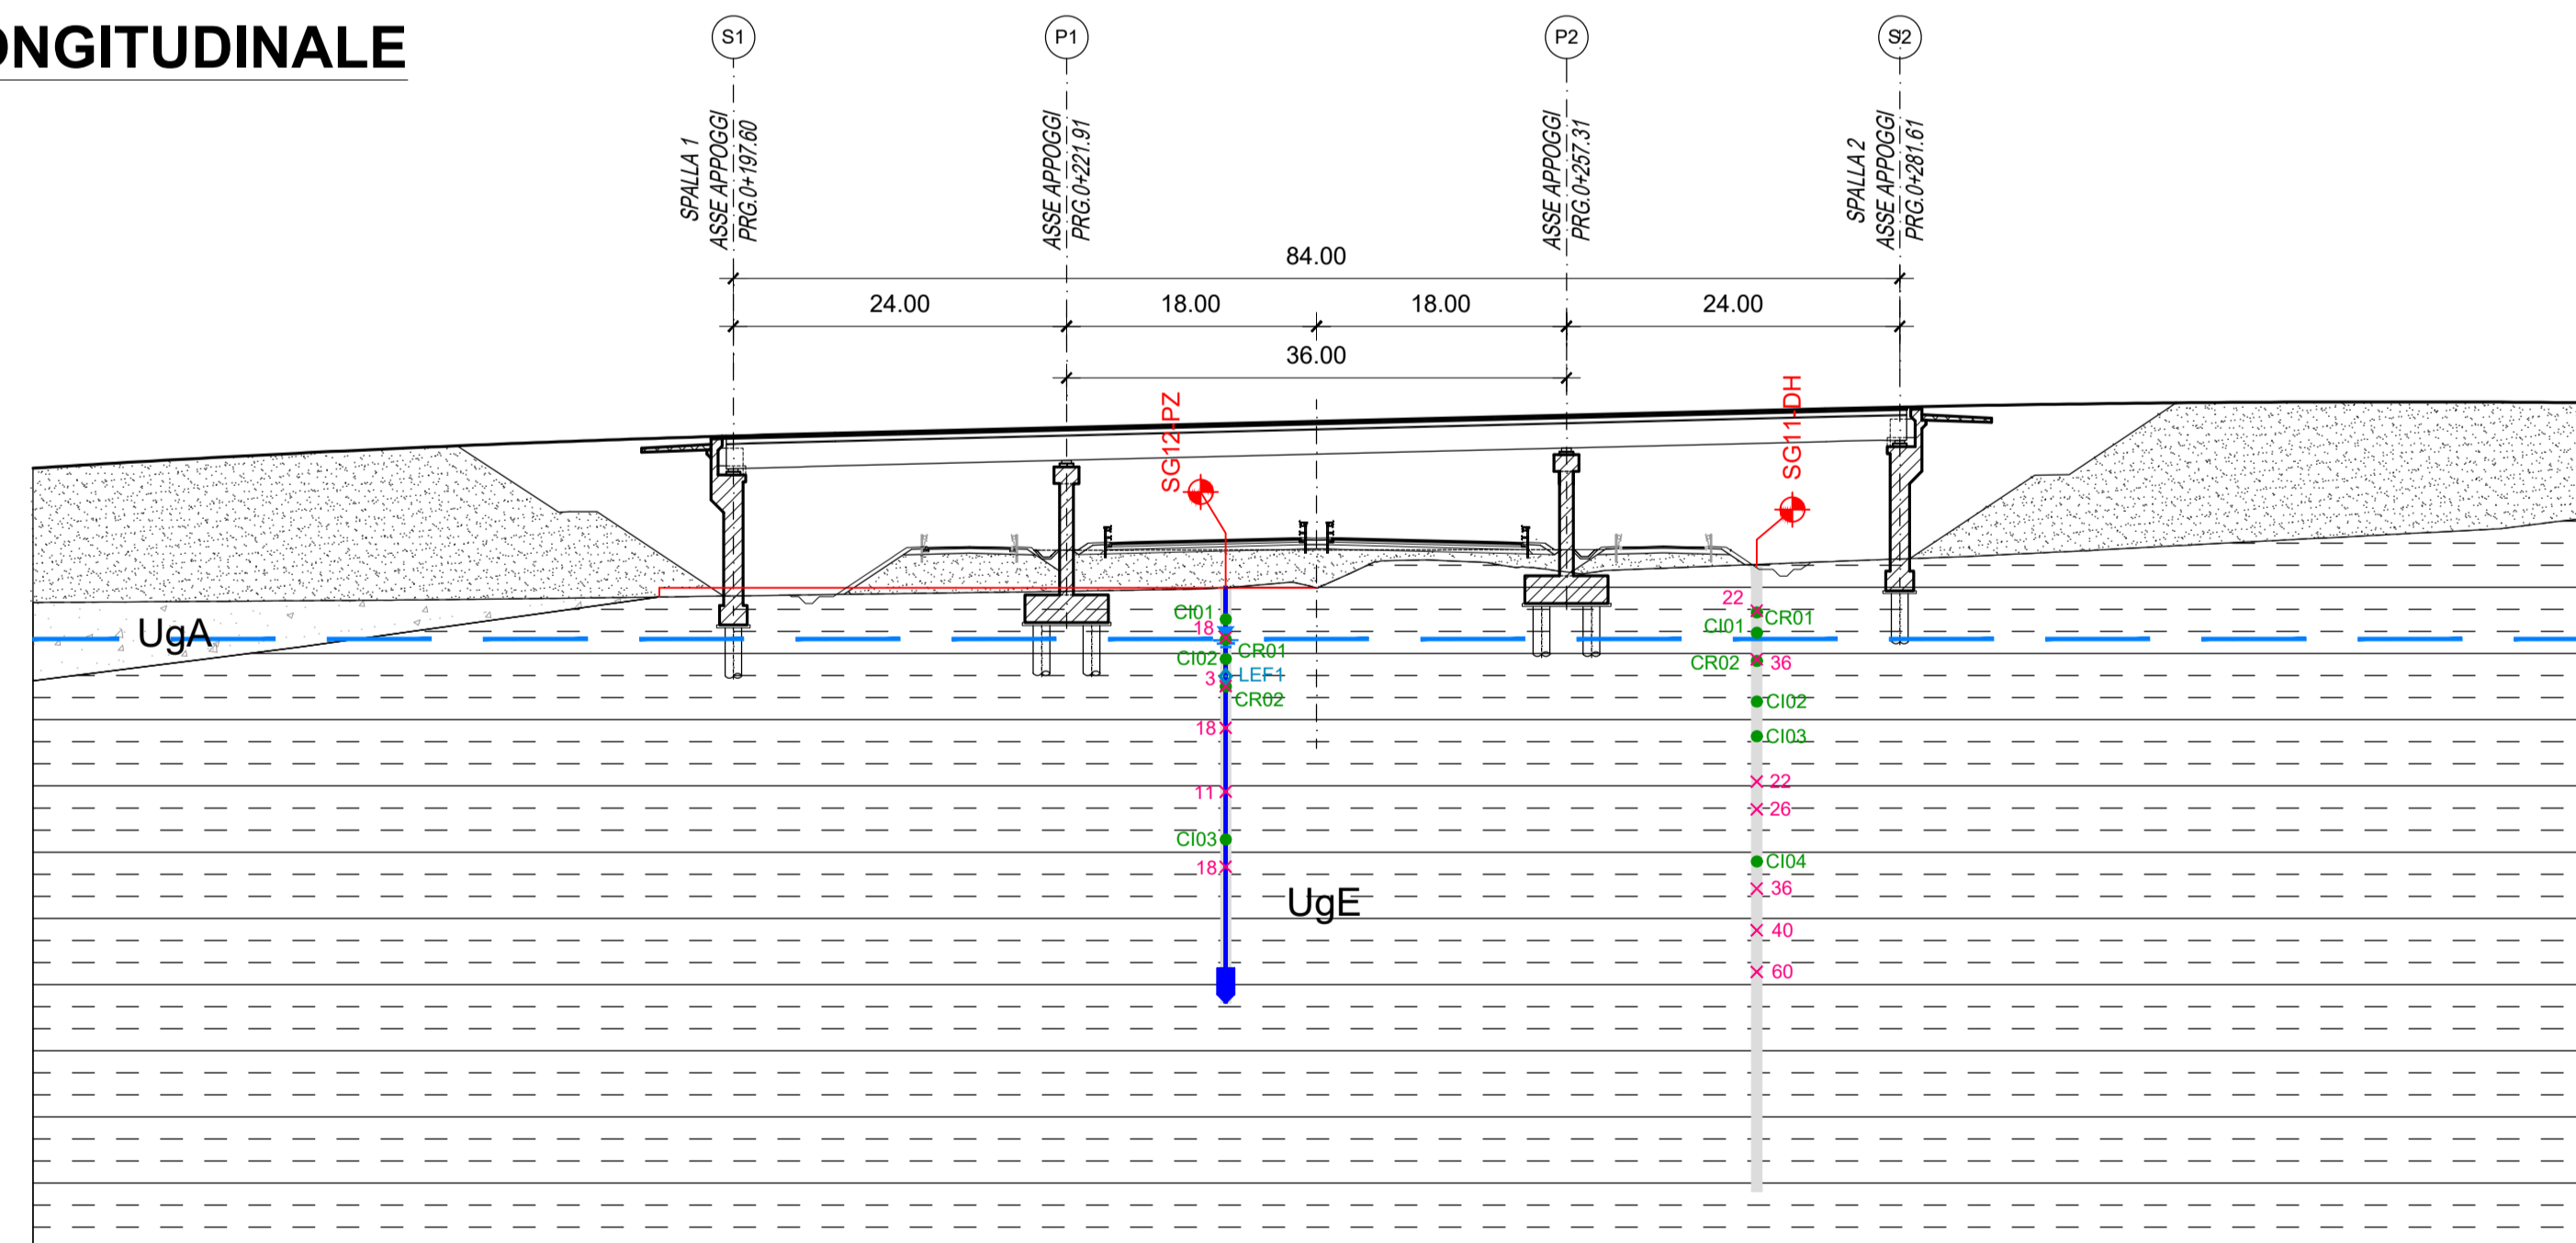 ONGITUDINALE
S1
P1
P2
S2
SPALLA 1
ASSE APPOGGI
PRG.0+197.60
ASSE APPOGGI
PRG.0+221.91
ASSE APPOGGI
PRG.0+257.31
SPALLA 2
ASSE APPOGGI
PRG.0+281.61
84.00
24.00
18.00
18.00
24.00
36.00
SG12-PZ
SG11-DH
UgA
CI01
18
CR01
CI02
LEF1
3
CR02
18
11
CI03
18
UgE
22
CR01
CI01
CR02
36
CI02
CI03
22
26
CI04
36
40
60